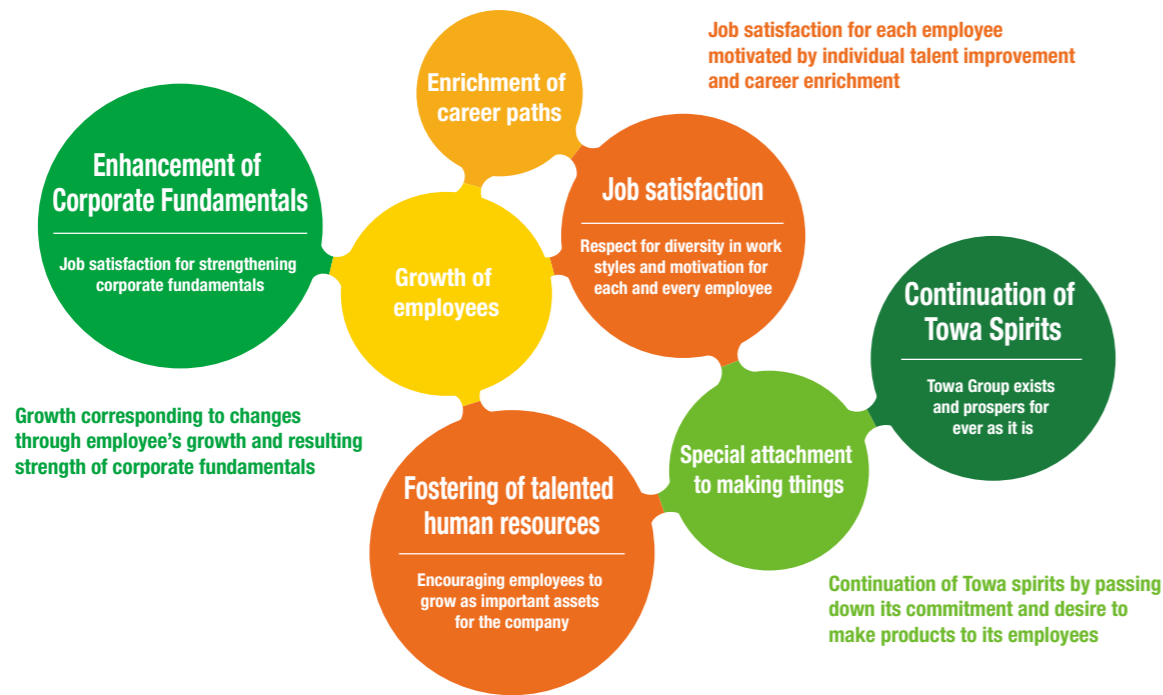 Job satisfaction for each employee
motivated by individual talent improvement
and career enrichment
Enrichment of
career paths
Enhancement of
Corporate Fundamentals
Job satisfaction for strengthening
corporate fundamentals
Job satisfaction
Respect for diversity in work
styles and motivation for
each and every employee
Growth of
employees
Continuation of
Towa Spirits
Towa Group exists
and prospers for
ever as it is
Growth corresponding to changes
through employee’s growth and resulting
strength of corporate fundamentals
Special attachment
to making things
Fostering of talented
human resources
Encouraging employees to
grow as important assets
for the company
Continuation of Towa spirits by passing
down its commitment and desire to
make products to its employees